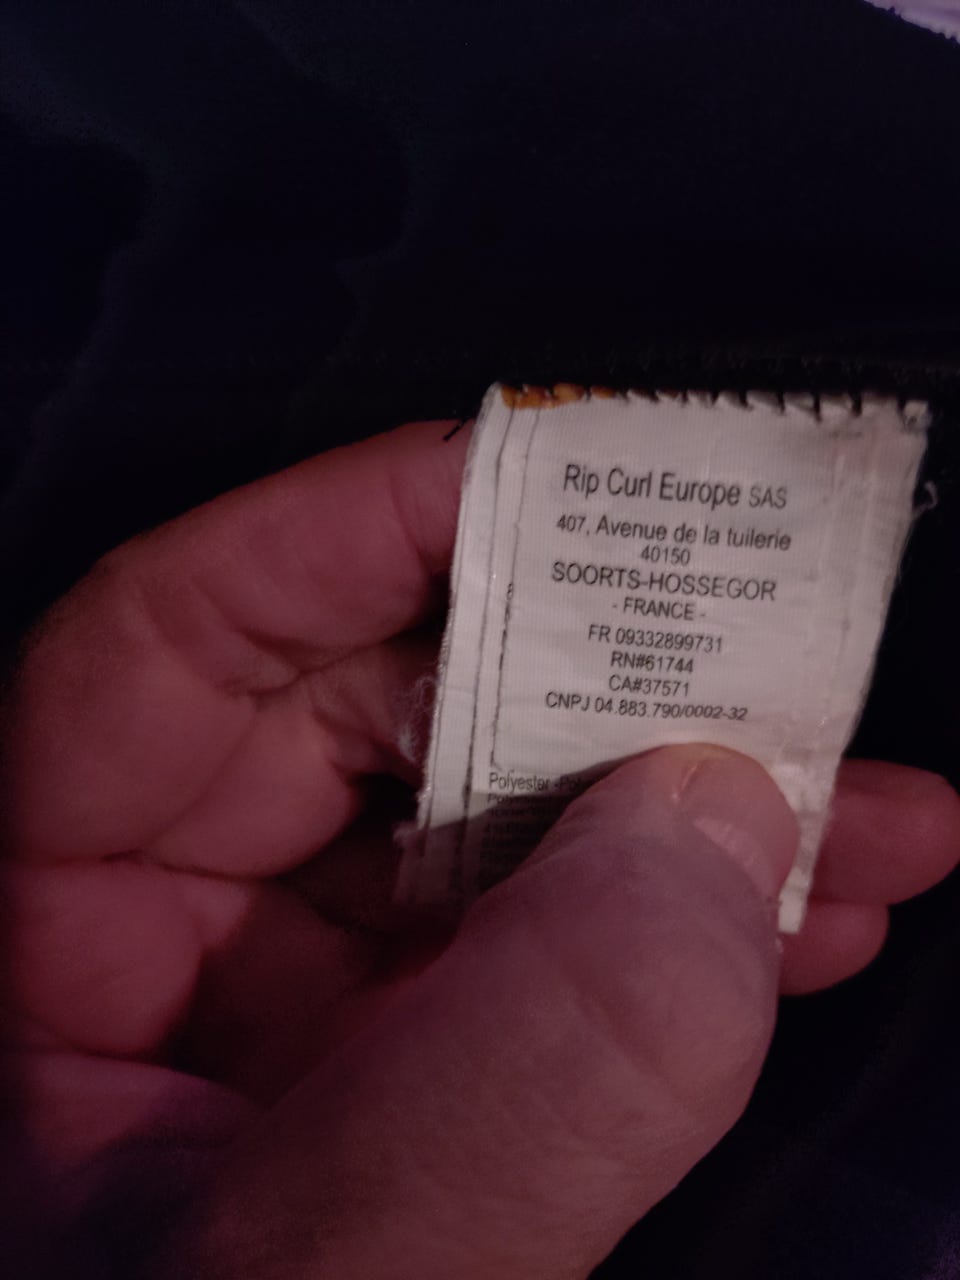 Rip Curl Europe SAS
407, Avenue de la tuilerie
40150
SOORTS-HOSSEGOR
- FRANCE -
FR 09332899731
RN#61744
CA#37571
CNPJ 04.883.790/0002-32
Polyester